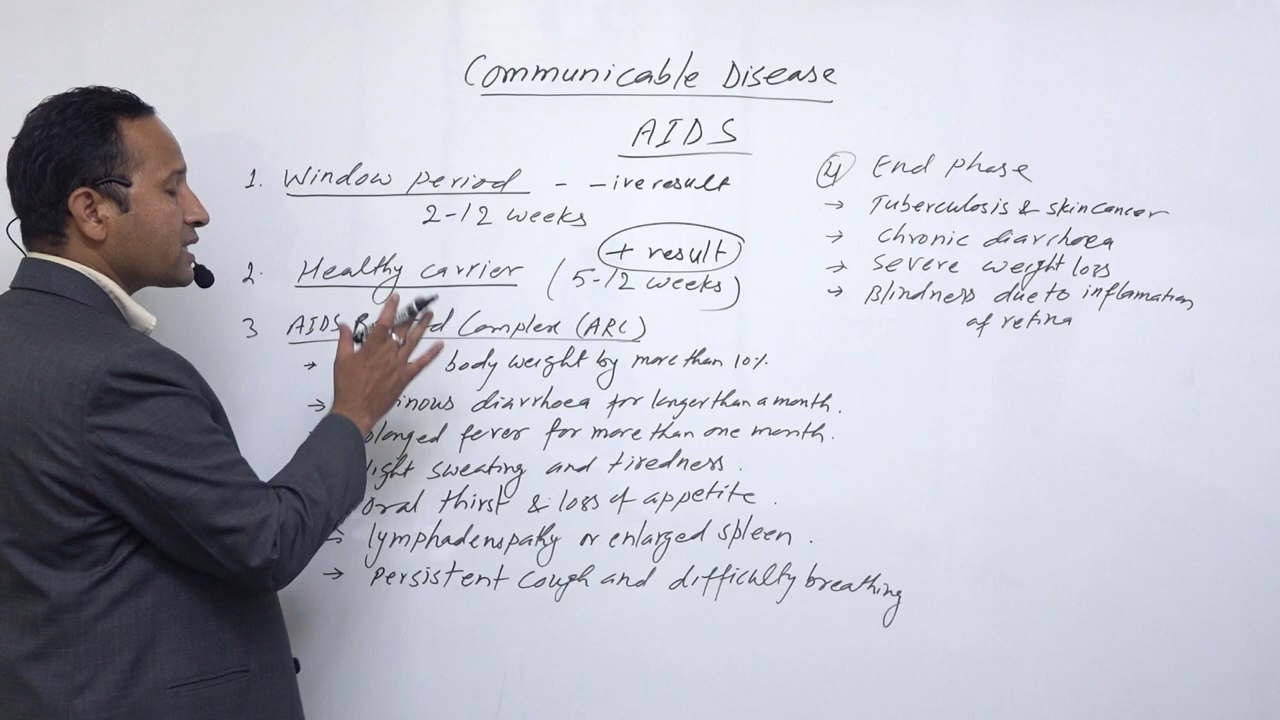 Communicable Disease
AIDS
1. Window period - -ive result
2-12 weeks
+ result
2. Healthy carrier (5-12 weeks)
3 AIDS Complex (ARC)
→ body weight by more than 10%.
→ diarrhoea for longer than a month.
fever for more than one month.
sweating and tiredness.
oral thirst & loss of appetite.
→ lymphadenopathy or enlarged spleen.
→ persistent cough and difficulty breathing
4 End phase
→ Tuberculosis & skin cancer
→ chronic diarrhoea
→ severe weight loss
→ Blindness due to inflamation
of retina